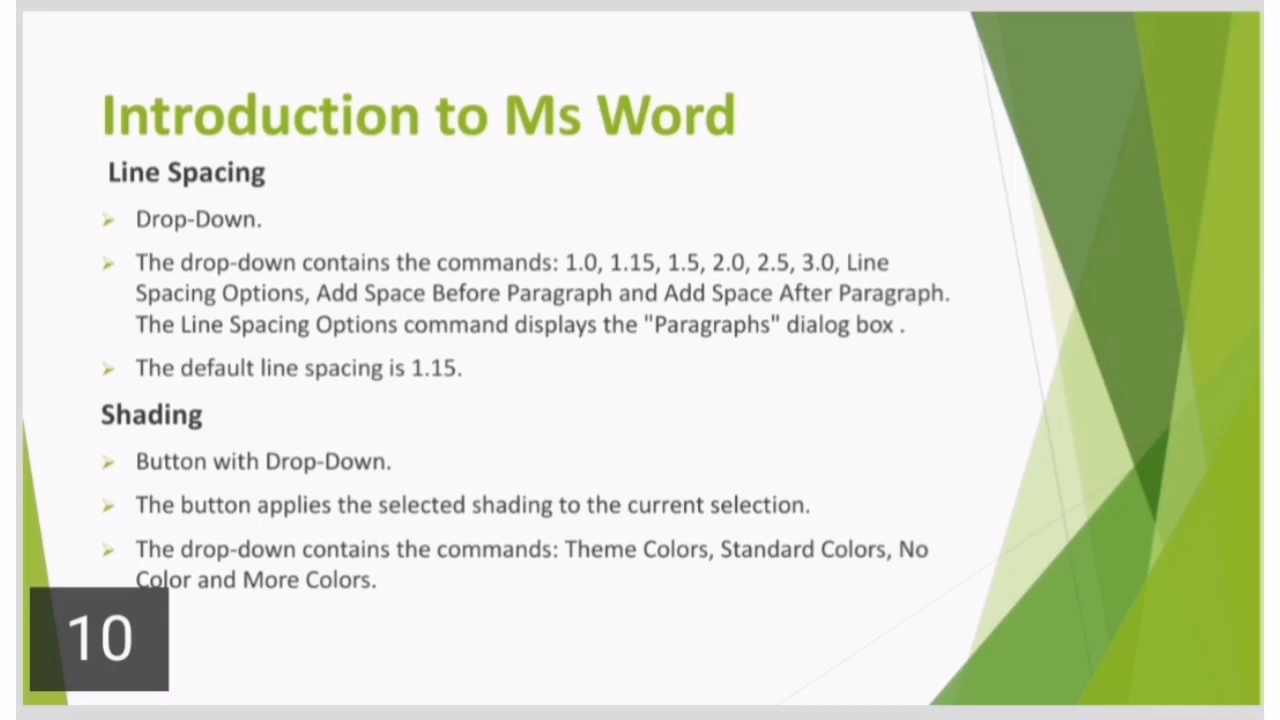 Introduction to Ms Word
Line Spacing
Drop-Down.
The drop-down contains the commands: 1.0, 1.15, 1.5, 2.0, 2.5, 3.0, Line
Spacing Options, Add Space Before Paragraph and Add Space After Paragraph.
The Line Spacing Options command displays the "Paragraphs" dialog box .
The default line spacing is 1.15.
Shading
Button with Drop-Down.
The button applies the selected shading to the current selection.
The drop-down contains the commands: Theme Colors, Standard Colors, No
Color and More Colors.
10